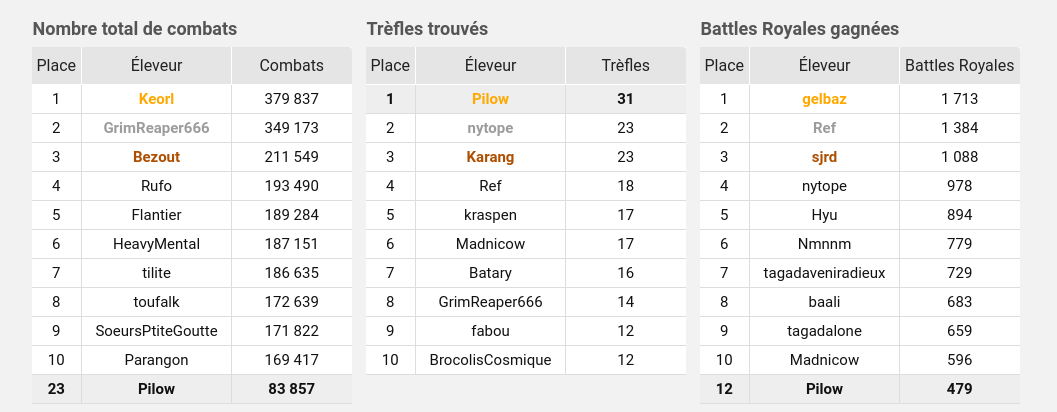 Nombre total de combats
Place Éleveur Combats
1 Keorl 379 837
2 GrimReaper666 349 173
3 Bezout 211 549
4 Rufo 193 490
5 Flantier 189 284
6 HeavyMental 187 151
7 tilite 186 635
8 toufalk 172 639
9 SoeursPtiteGoutte 171 822
10 Parangon 169 417
23 Pilow 83 857
Trèfles trouvés
Place Éleveur Trèfles
1 Pilow 31
2 nytope 23
3 Karang 23
4 Ref 18
5 kraspen 17
6 Madnicow 17
7 Batary 16
8 GrimReaper666 14
9 fabou 12
10 BrocolisCosmique 12
Battles Royales gagnées
Place Éleveur Battles Royales
1 gelbaz 1 713
2 Ref 1 384
3 sjrd 1 088
4 nytope 978
5 Hyu 894
6 Nmnnm 779
7 tagadaveniradieux 729
8 baali 683
9 tagadalone 659
10 Madnicow 596
12 Pilow 479